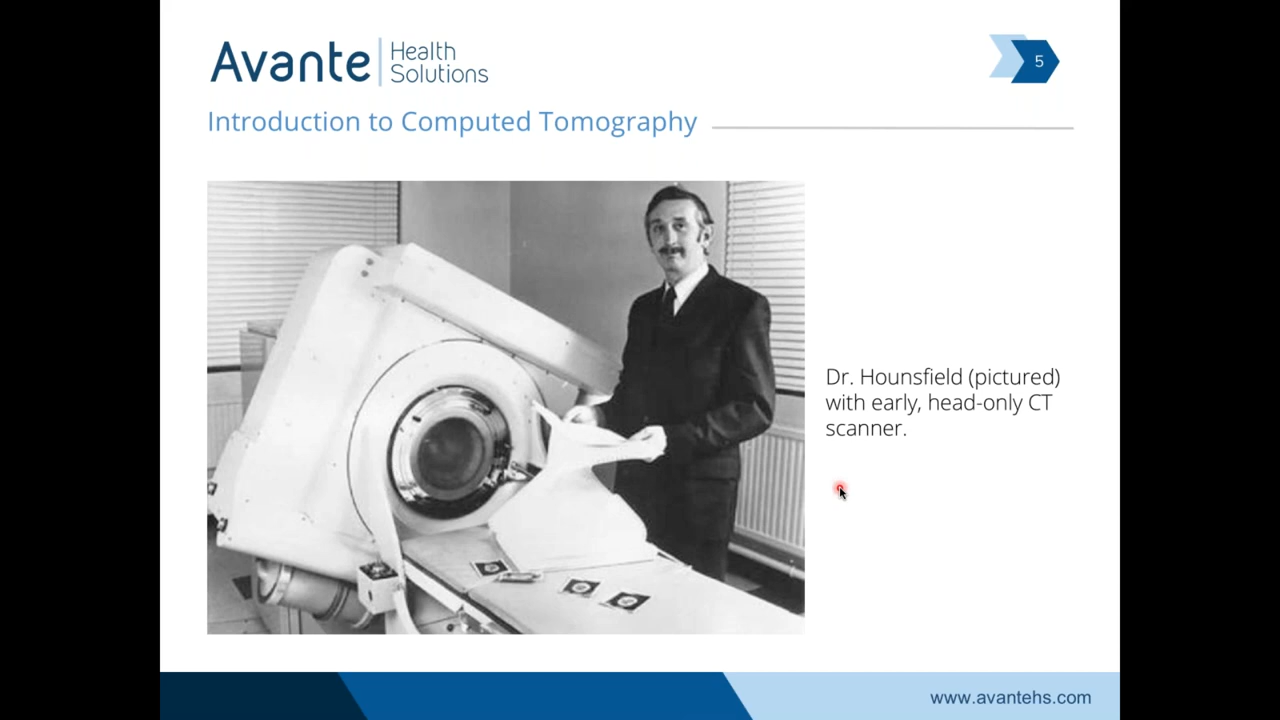 Avante
Health
Solutions
5
Introduction to Computed Tomography
Dr. Hounsfield (pictured)
with early, head-only CT
scanner.
www.avantehs.com